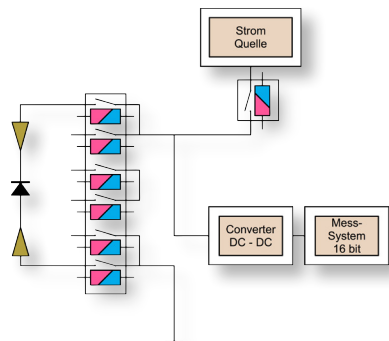 Strom
Quelle
Converter
DC - DC
Mess-
System
16 bit